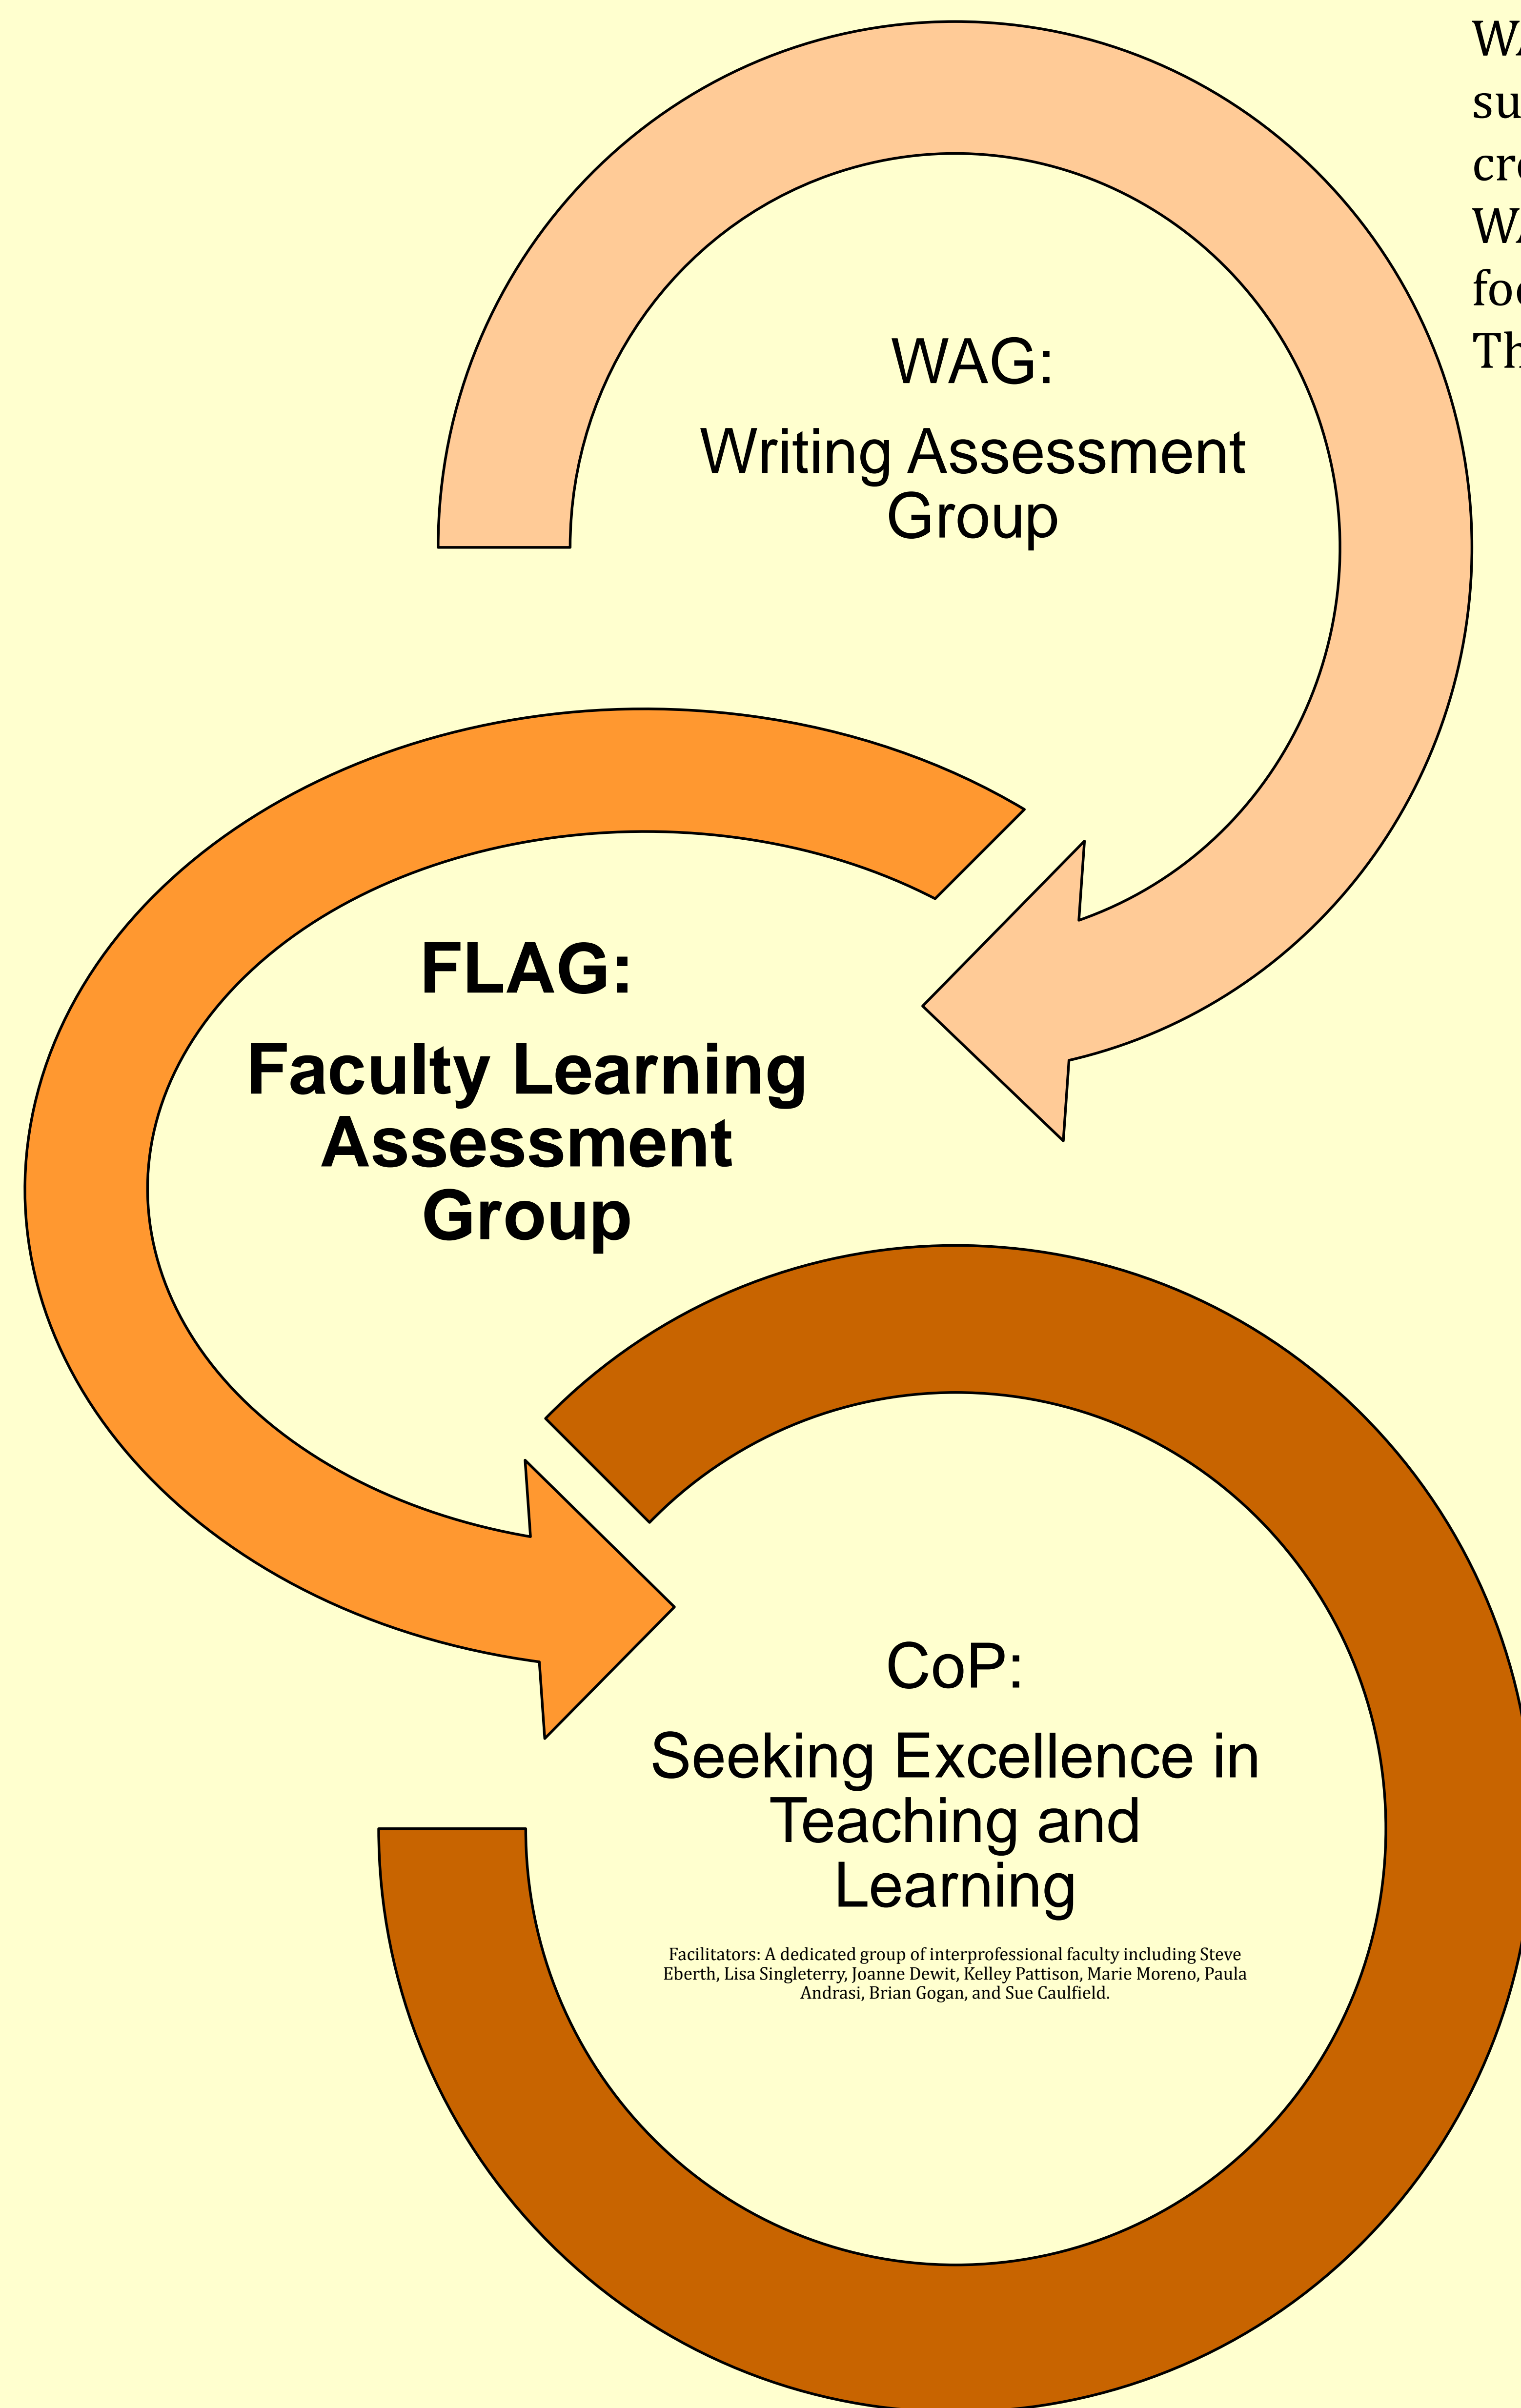 WAG:
Writing Assessment
Group
FLAG:
Faculty Learning
Assessment
Group
CoP:
Seeking Excellence in
Teaching and
Learning
Facilitators: A dedicated group of interprofessional faculty including Steve
Eberth, Lisa Singleterry, Joanne Dewit, Kelley Pattison, Marie Moreno, Paula
Andrasi, Brian Gogan, and Sue Caulfield.